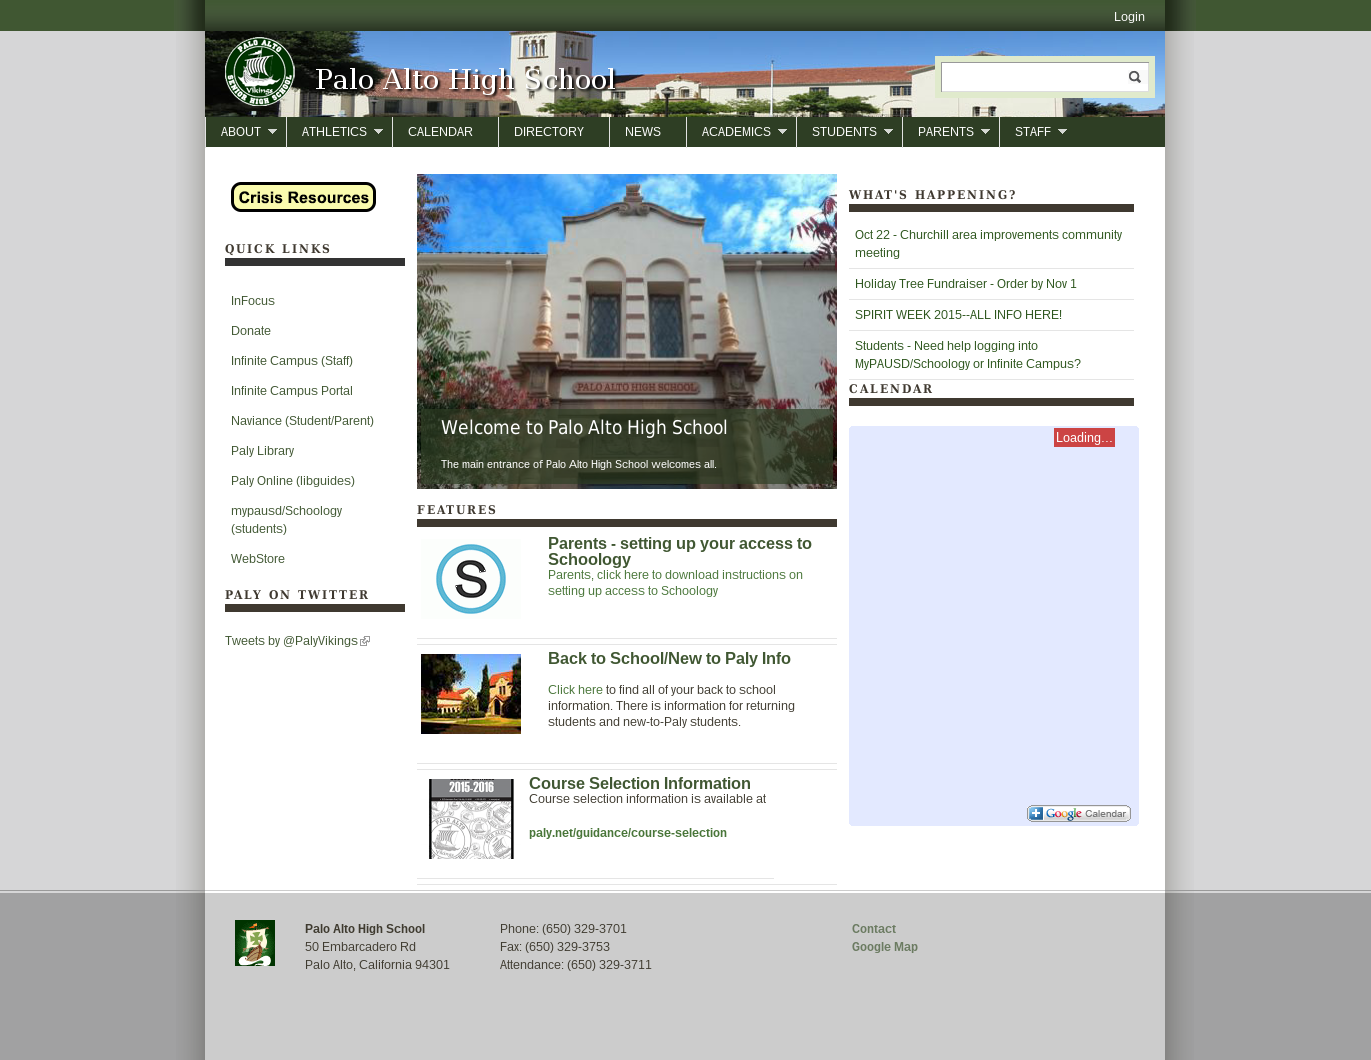 Login
PALO ALTO
Vikings
SENIOR HIGH SCHOOL
Palo Alto High School
ABOUT
ATHLETICS
CALENDAR
DIRECTORY
NEWS
ACADEMICS
STUDENTS
PARENTS
STAFF
Crisis Resources
QUICK LINKS
InFocus
Donate
Infinite Campus (Staff)
Infinite Campus Portal
Naviance (Student/Parent)
Paly Library
Paly Online (libguides)
mypausd/Schoology
(students)
WebStore
PALY ON TWITTER
Tweets by @PalyVikings
PALO ALTO HIGH SCHOOL
Welcome to Palo Alto High School
The main entrance of Palo Alto High School welcomes all.
FEATURES
S
Parents - setting up your access to
Schoology
Parents, click here to download instructions on
setting up access to Schoology
Back to School/New to Paly Info
Click here to find all of your back to school
information. There is information for returning
students and new-to-Paly students.
2015-2016
Course Selection Information
Course selection information is available at
paly.net/guidance/course-selection
WHAT'S HAPPENING?
Oct 22 - Churchill area improvements community
meeting
Holiday Tree Fundraiser - Order by Nov 1
SPIRIT WEEK 2015--ALL INFO HERE!
Students - Need help logging into
MyPAUSD/Schoology or Infinite Campus?
CALENDAR
Loading...
Google Calendar
Palo Alto High School
50 Embarcadero Rd
Palo Alto, California 94301
Phone: (650) 329-3701
Fax: (650) 329-3753
Attendance: (650) 329-3711
Contact
Google Map